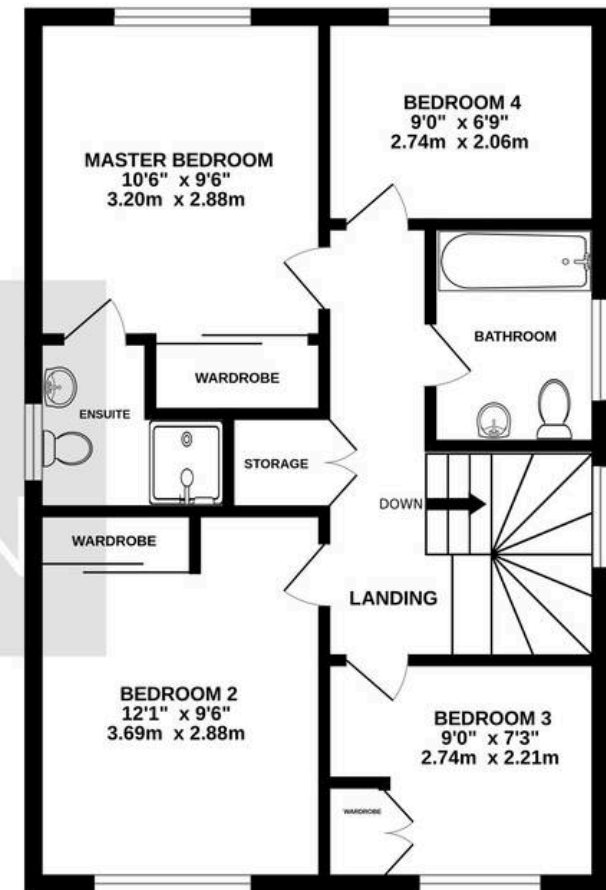 MASTER BEDROOM
10'6" x 9'6"
3.20m x 2.88m
BEDROOM 4
9'0" x 6'9"
2.74m x 2.06m
BATHROOM
WARDROBE
ENSUITE
STORAGE
DOWN
WARDROBE
LANDING
BEDROOM 2
12'1" x 9'6"
3.69m x 2.88m
BEDROOM 3
9'0" x 7'3"
2.74m x 2.21m
WARDROBE